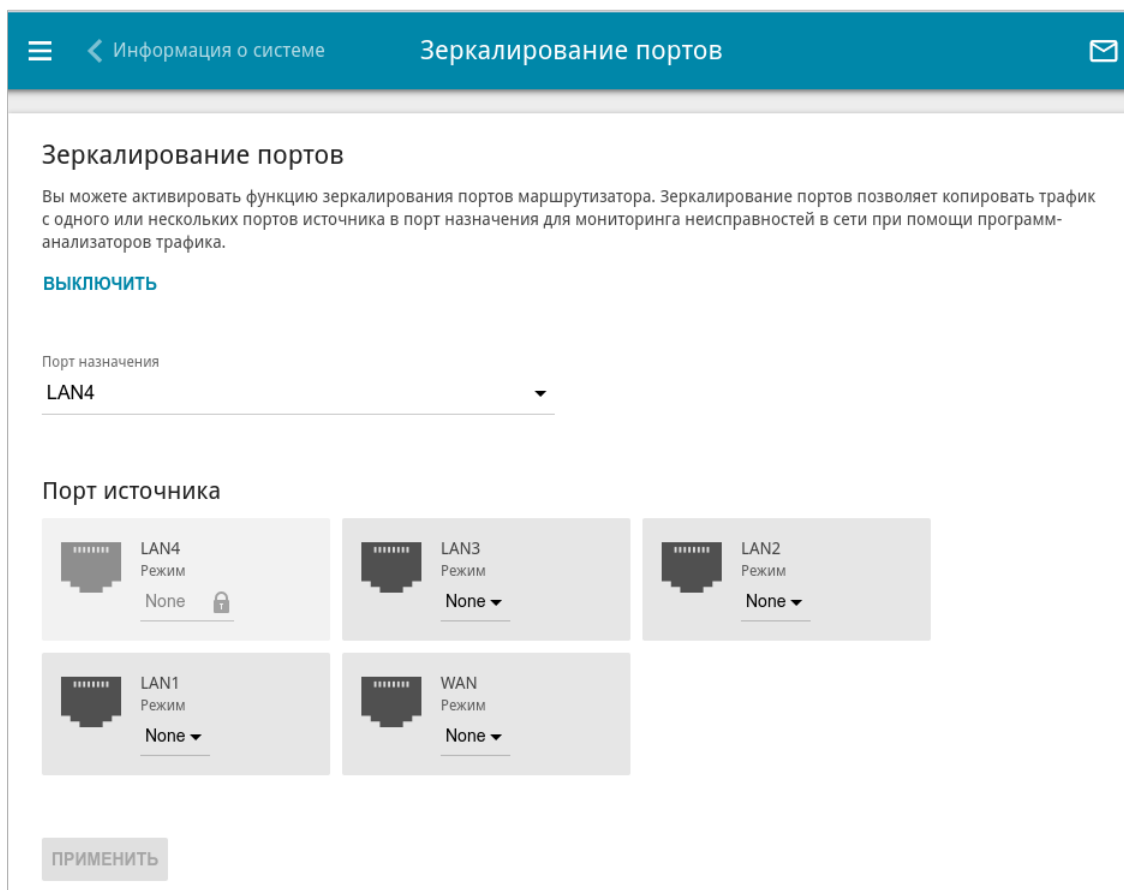 Информация о системе
Зеркалирование портов
Зеркалирование портов
Вы можете активировать функцию зеркалирования портов маршрутизатора. Зеркалирование портов позволяет копировать трафик
с одного или нескольких портов источника в порт назначения для мониторинга неисправностей в сети при помощи программ-
анализаторов трафика.
ВЫКЛЮЧИТЬ
Порт назначения
LAN4
Порт источника
LAN4
Режим
None
LAN3
Режим
None
LAN2
Режим
None
LAN1
Режим
None
WAN
Режим
None
ПРИМЕНИТЬ